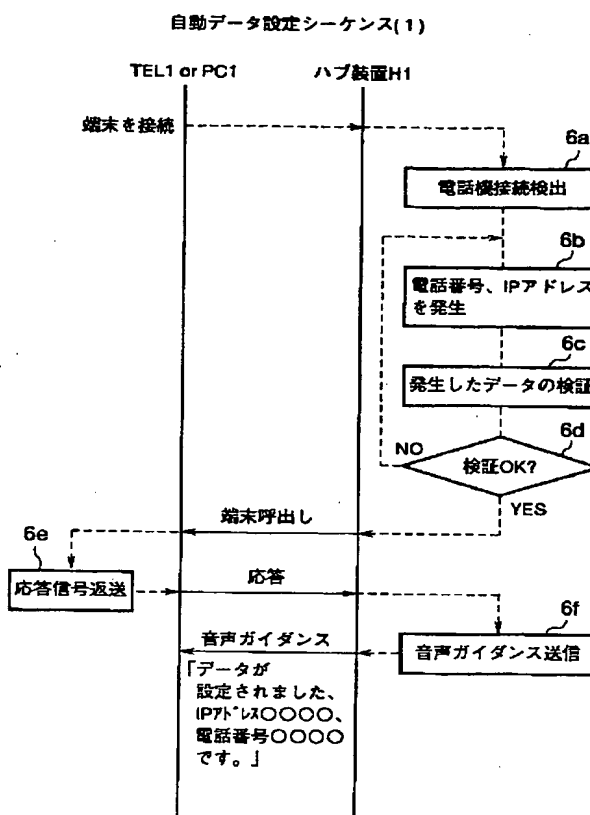 自動データ設定シーケンス(1)
TEL1 or PC1
ハブ装置H1
端末を接続
6a
電話機接続検出
6b
電話番号、IPアドレス
を発生
6c
発生したデータの検証
6d
NO
検証OK?
YES
端末呼出し
6e
応答信号返送
応答
6f
音声ガイダンス
音声ガイダンス送信
「データが
設定されました、
IPアドレス○○○○、
電話番号○○○○
です。」